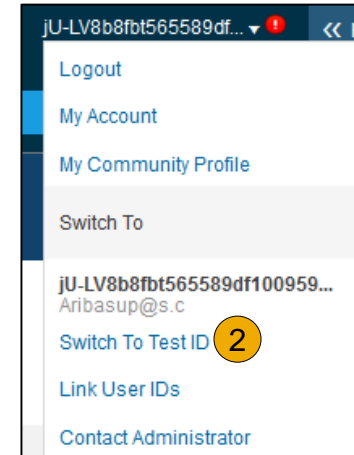 jU-LV8b8fbt565589df...
Logout
My Account
My Community Profile
Switch To
jU-LV8b8fbt565589df100959...
Aribasup@s.c
Switch To Test ID 2
Link User IDs
Contact Administrator